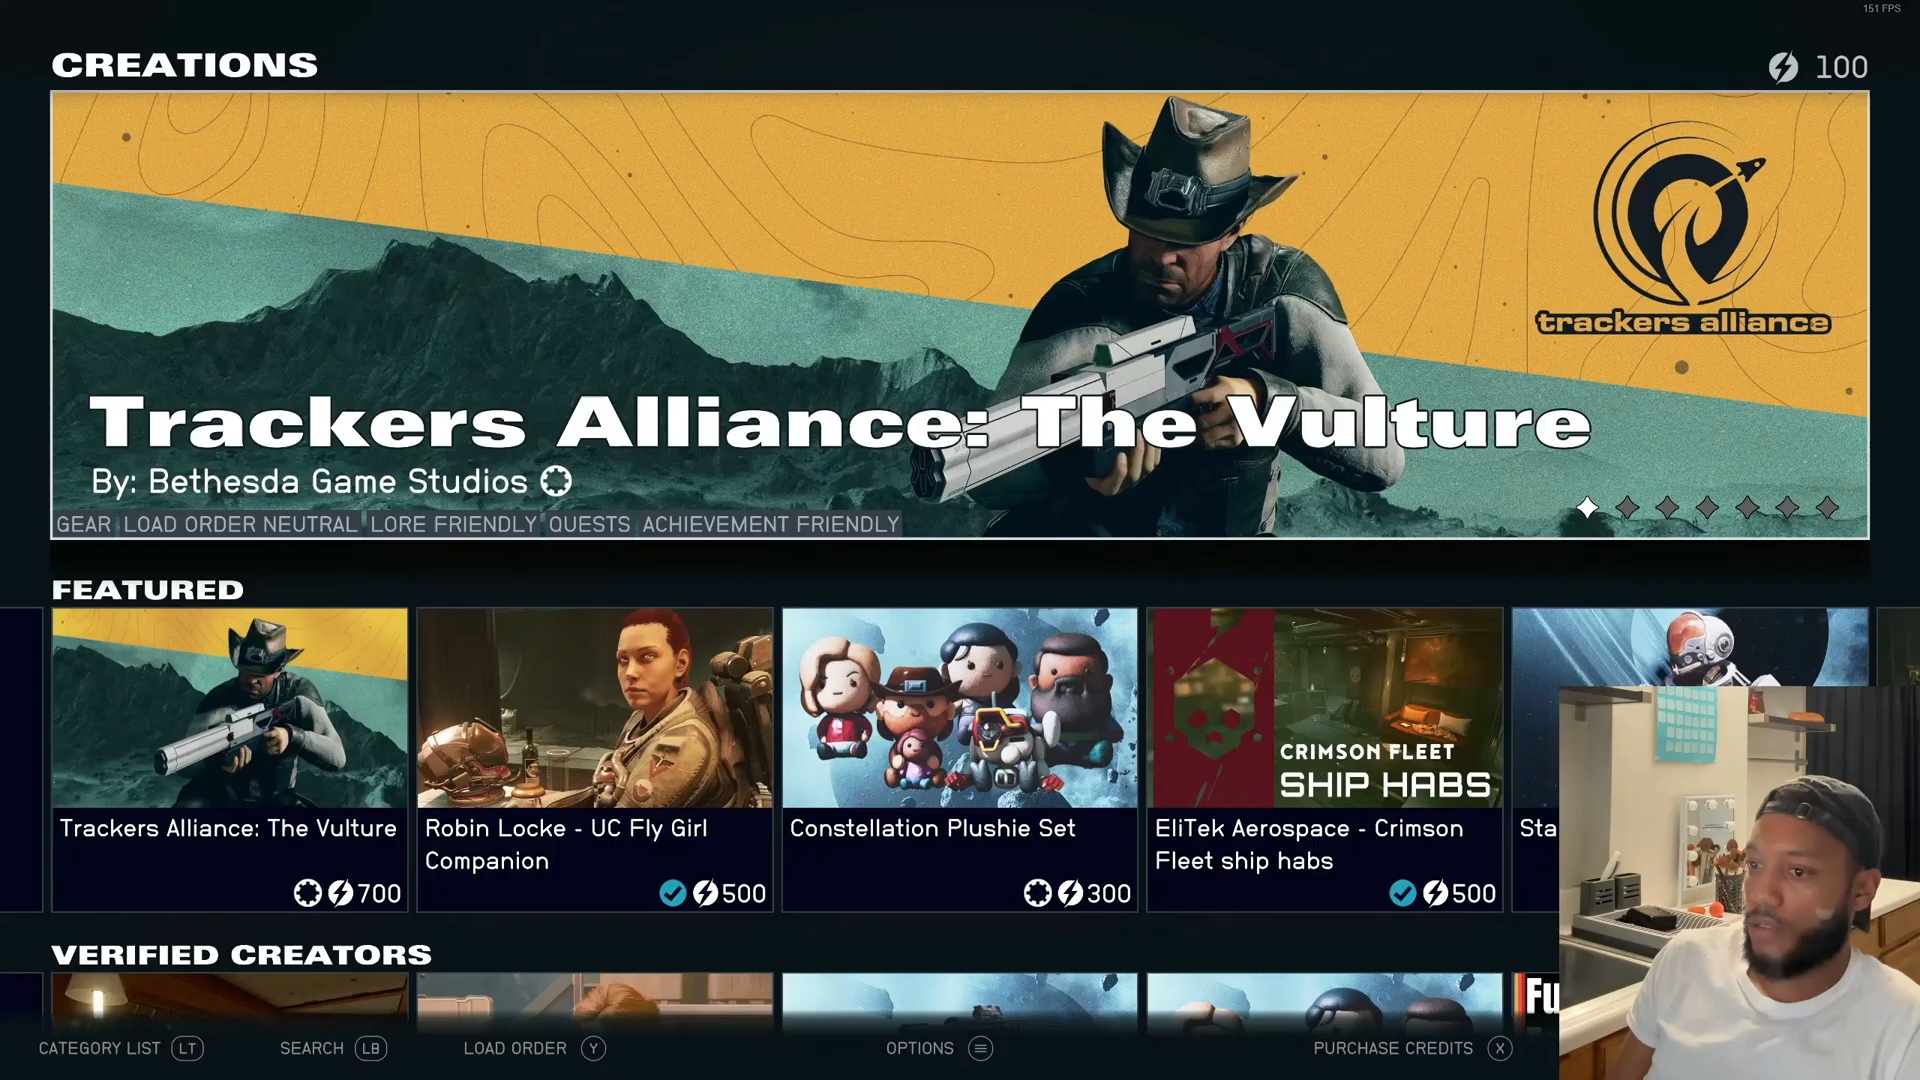 151 FPS
CREATIONS
100
trackers alliance
Trackers Alliance: The Vulture
By: Bethesda Game Studios
GEAR LOAD ORDER NEUTRAL LORE FRIENDLY QUESTS ACHIEVEMENT FRIENDLY
FEATURED
CRIMSON FLEET
SHIP HABS
Trackers Alliance: The Vulture
700
Robin Locke - UC Fly Girl
Companion
500
Constellation Plushie Set
300
EliTek Aerospace - Crimson
Fleet ship habs
500
Sta
VERIFIED CREATORS
Fu
CATEGORY LIST LT
SEARCH LB
LOAD ORDER Y
OPTIONS
PURCHASE CREDITS X